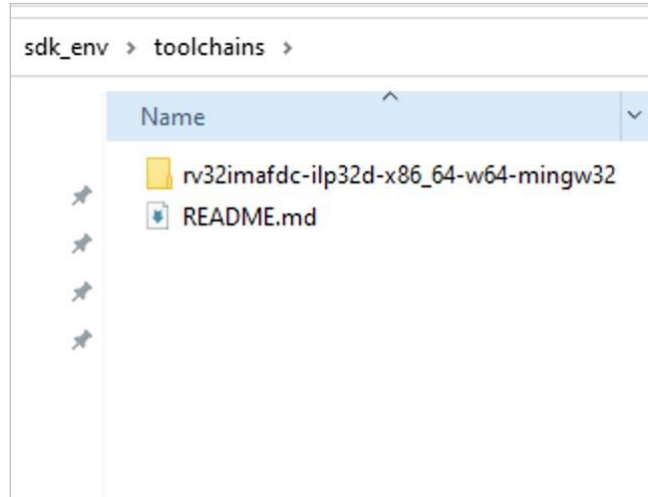 sdk_env > toolchains >
Name
rv32imafdc-ilp32d-x86_64-w64-mingw32
README.md